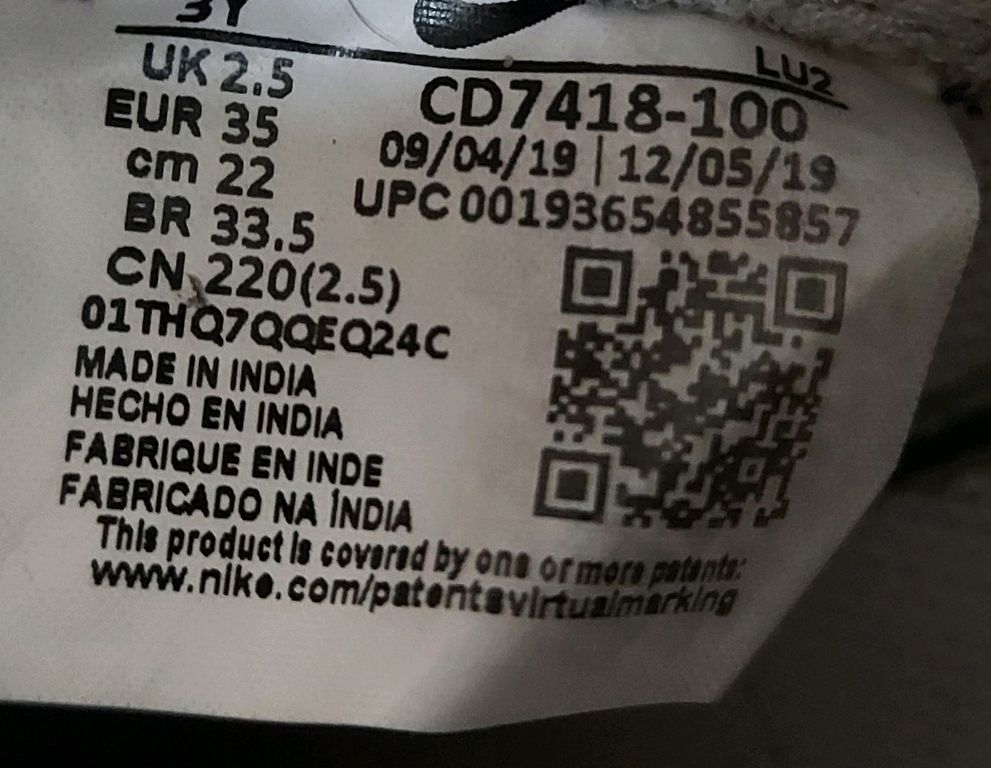 3Y
LU2
UK 2.5
EUR 35
cm 22
BR 33.5
CN 220(2.5)
CD7418-100
09/04/19 | 12/05/19
UPC 00193654855857
01THQ7QQEQ24C
MADE IN INDIA
HECHO EN INDIA
FABRIQUE EN INDE
FABRICADO NA ÍNDIA
This product is covered by one or more patents:
www.nike.com/patentsvirtualmarking